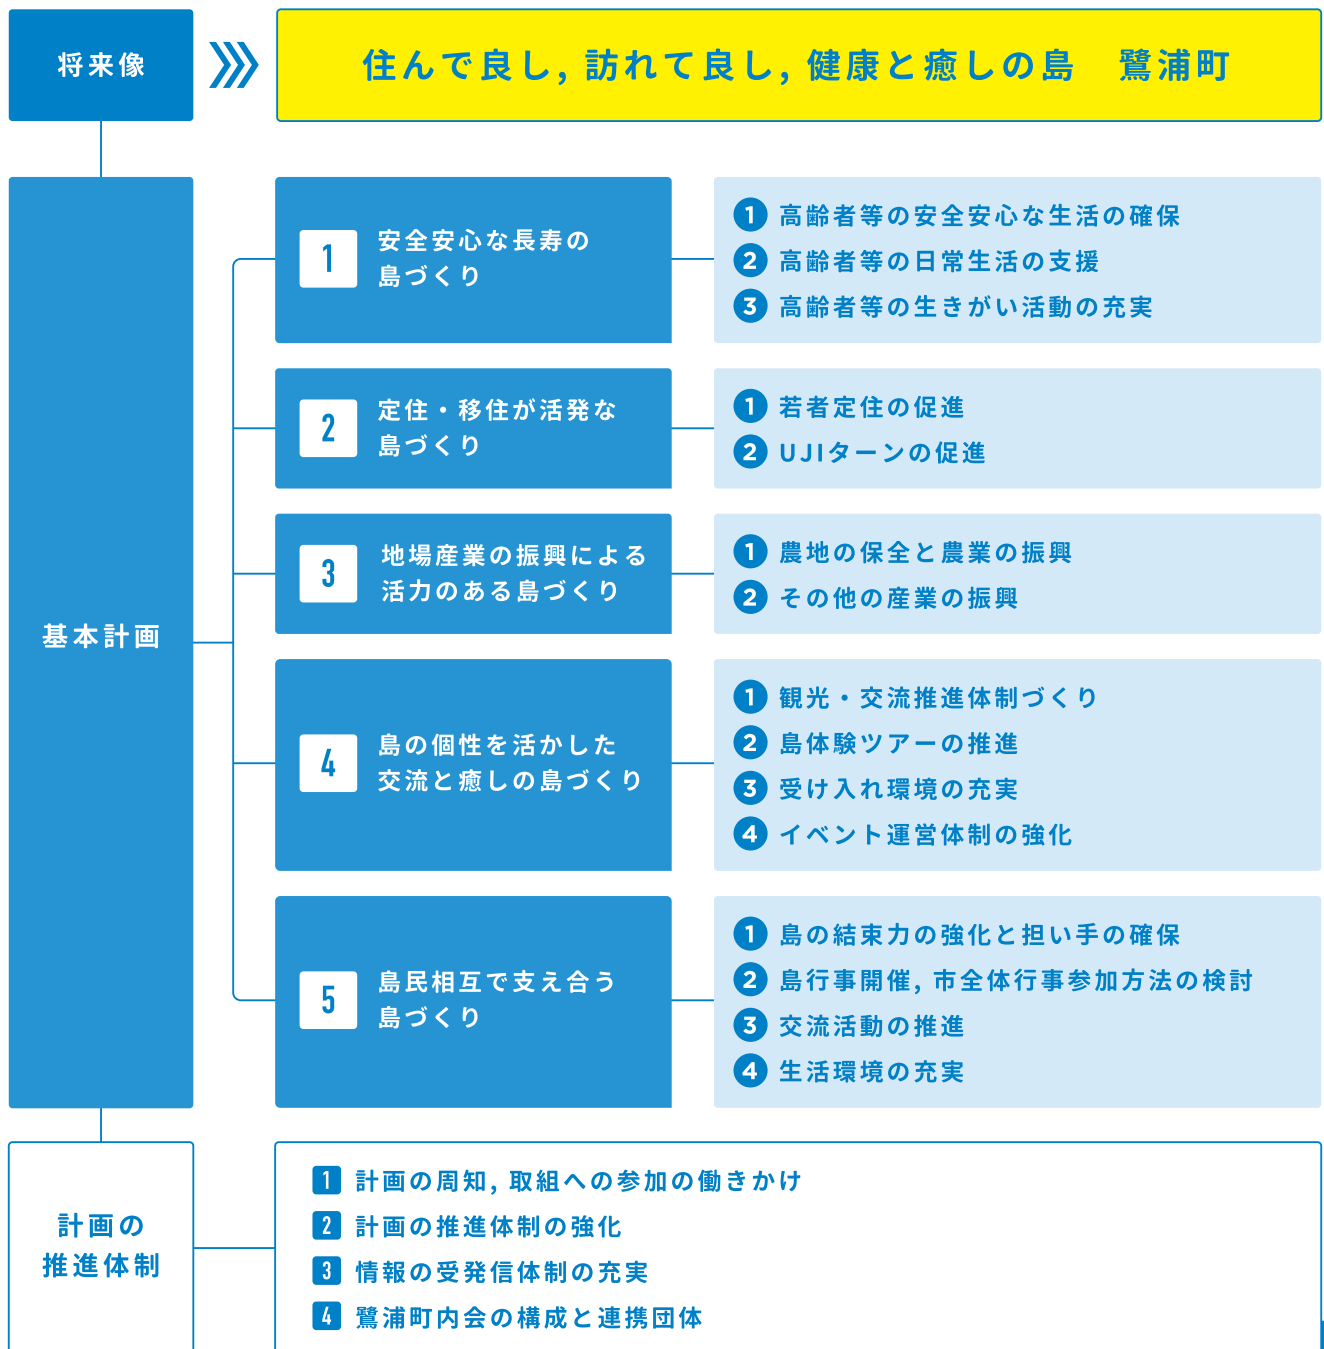 将来像
住んで良し, 訪れて良し, 健康と癒しの島　鷺浦町
基本計画
1 安全安心な長寿の
島づくり
1 高齢者等の安全安心な生活の確保
2 高齢者等の日常生活の支援
3 高齢者等の生きがい活動の充実
2 定住・移住が活発な
島づくり
1 若者定住の促進
2 UJIターンの促進
3 地場産業の振興による
活力のある島づくり
1 農地の保全と農業の振興
2 その他の産業の振興
4 島の個性を活かした
交流と癒しの島づくり
1 観光・交流推進体制づくり
2 島体験ツアーの推進
3 受け入れ環境の充実
4 イベント運営体制の強化
5 島民相互で支え合う
島づくり
1 島の結束力の強化と担い手の確保
2 島行事開催, 市全体行事参加方法の検討
3 交流活動の推進
4 生活環境の充実
計画の
推進体制
1 計画の周知, 取組への参加の働きかけ
2 計画の推進体制の強化
3 情報の受発信体制の充実
4 鷺浦町内会の構成と連携団体